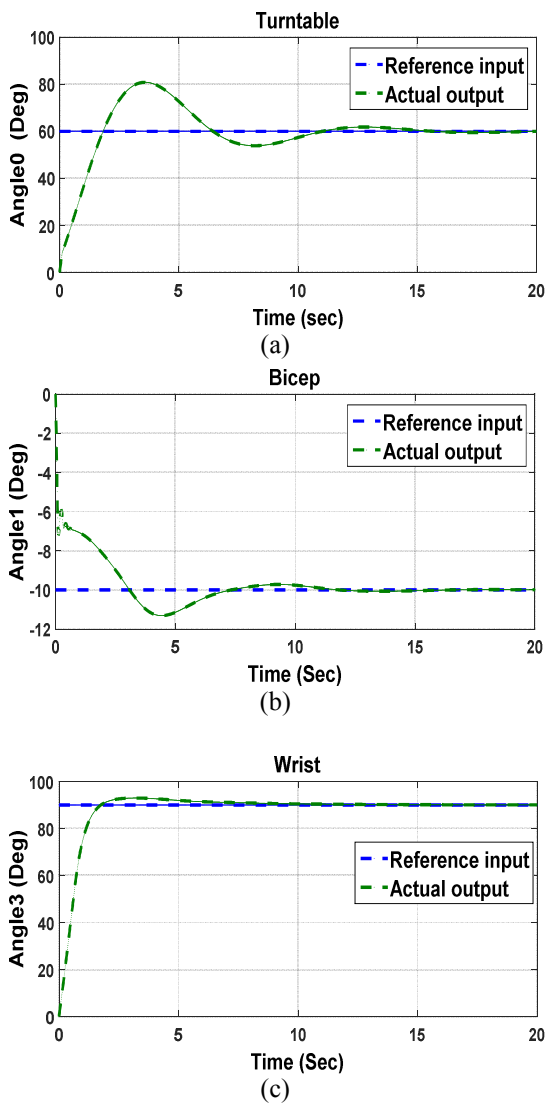 Turntable
100
80
60
40
20
0
Angle0 (Deg)
Reference input
Actual output
0 5 10 15 20
Time (sec)
(a)
Bicep
0
-2
-4
-6
-8
-10
-12
Angle1 (Deg)
Reference input
Actual output
0 5 10 15 20
Time (Sec)
(b)
Wrist
100
80
60
40
20
0
Angle3 (Deg)
Reference input
Actual output
0 5 10 15 20
Time (Sec)
(c)